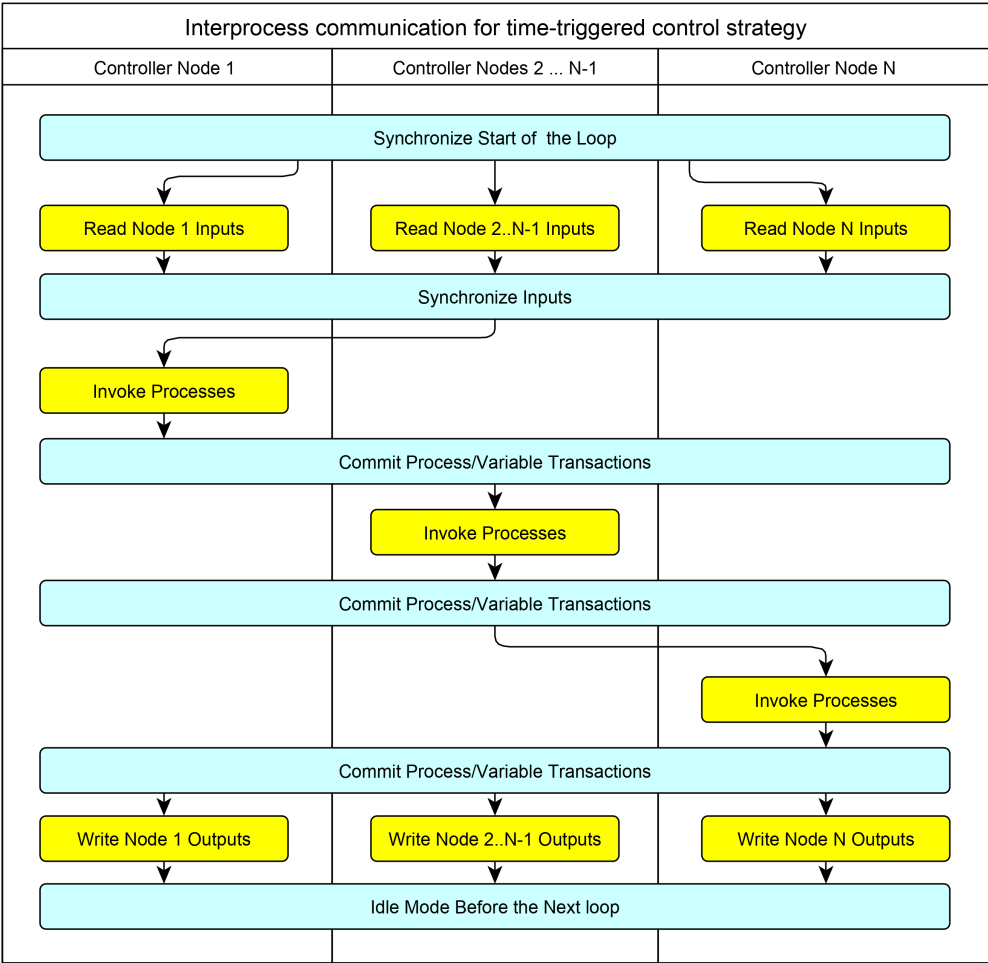 Interprocess communication for time-triggered control strategy
Controller Node 1
Controller Nodes 2 ... N-1
Controller Node N
Synchronize Start of the Loop
Read Node 1 Inputs
Read Node 2..N-1 Inputs
Read Node N Inputs
Synchronize Inputs
Invoke Processes
Commit Process/Variable Transactions
Invoke Processes
Commit Process/Variable Transactions
Invoke Processes
Commit Process/Variable Transactions
Write Node 1 Outputs
Write Node 2..N-1 Outputs
Write Node N Outputs
Idle Mode Before the Next loop